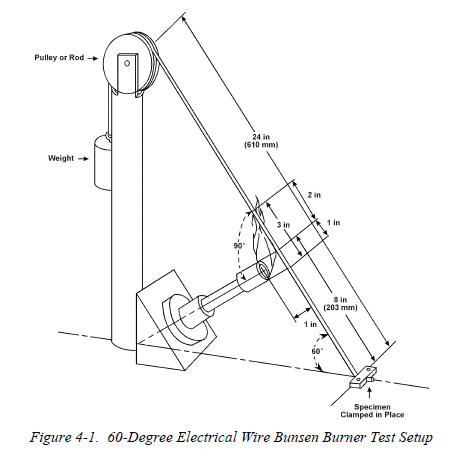 Pulley or Rod
24 in
(610 mm)
Weight
2 in
1 in
3 in
90°
8 in
(203 mm)
1 in
60°
Specimen
Clamped in Place
Figure 4-1. 60-Degree Electrical Wire Bunsen Burner Test Setup